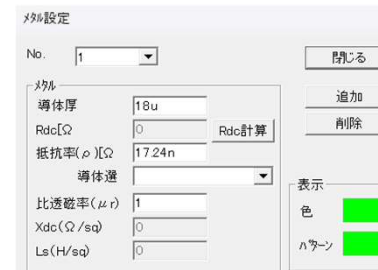 メタル設定
No. 1
閉じる
メタル
追加
導体厚 18u
削除
Rdc[Ω 0 Rdc計算
抵抗率(ρ)[Ω 17.24n
導体選
表示
比透磁率(μr) 1
色
Xdc(Ω/sq) 0
Ls(H/sq) 0
パターン